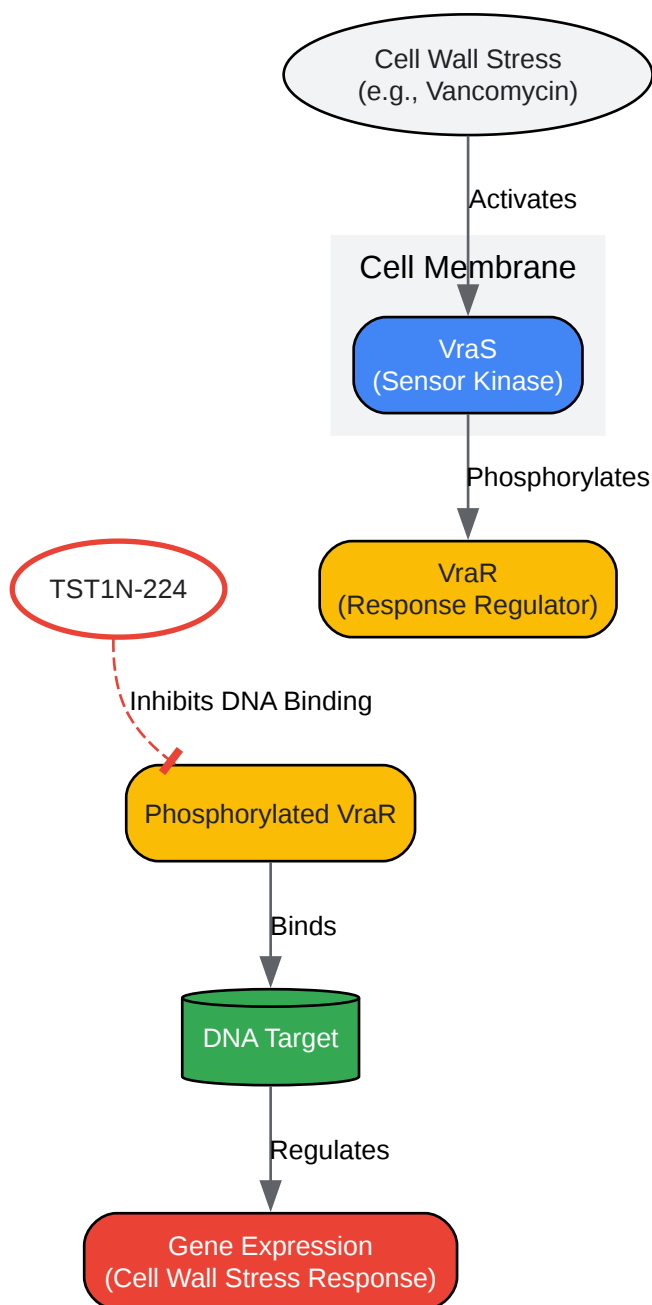 Cell Wall Stress
(e.g., Vancomycin)
Activates
Cell Membrane
VraS
(Sensor Kinase)
Phosphorylates
VraR
(Response Regulator)
TST1N-224
Inhibits DNA Binding
Phosphorylated VraR
Binds
DNA Target
Regulates
Gene Expression
(Cell Wall Stress Response)